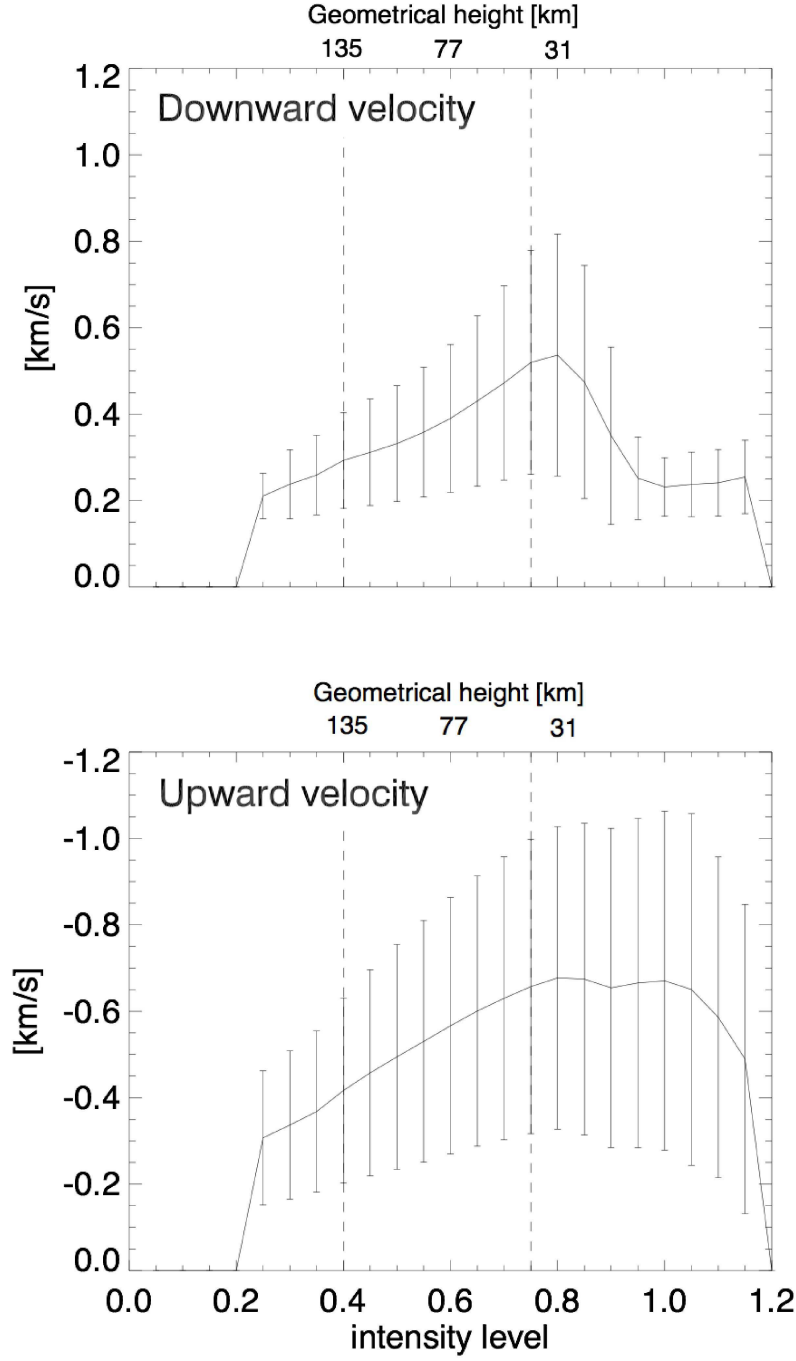 Geometrical height [km]
135 77 31
Downward velocity
1.2
1.0
0.8
0.6
0.4
0.2
0.0
[km/s]
Geometrical height [km]
135 77 31
Upward velocity
-1.2
-1.0
-0.8
-0.6
-0.4
-0.2
0.0
[km/s]
0.0 0.2 0.4 0.6 0.8 1.0 1.2
intensity level